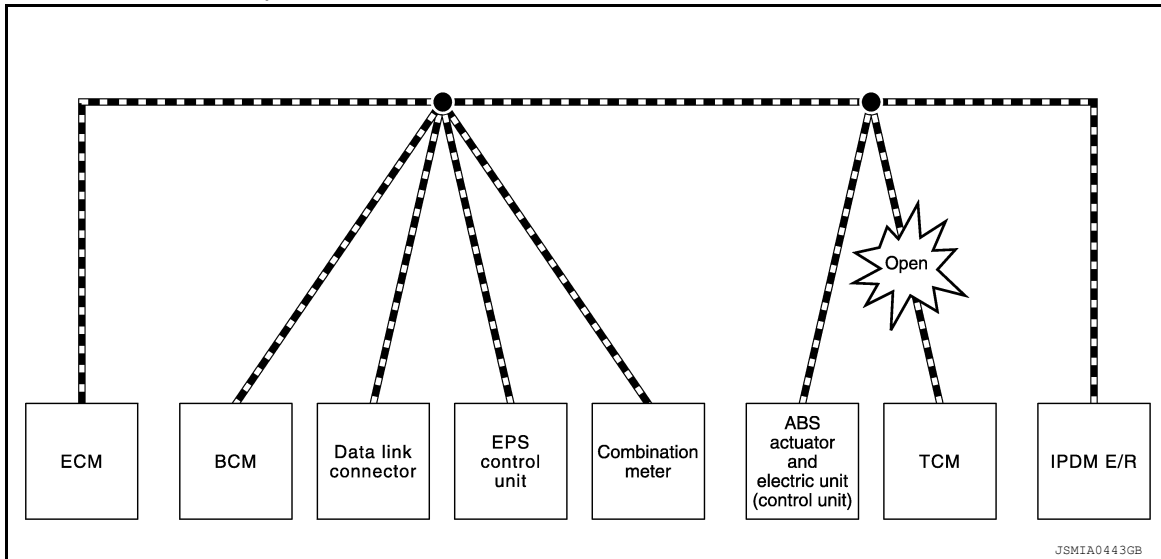 Open
ECM
BCM
Data link
connector
EPS
control
unit
Combination
meter
ABS
actuator
and
electric unit
(control unit)
TCM
IPDM E/R
JSMIA0443GB